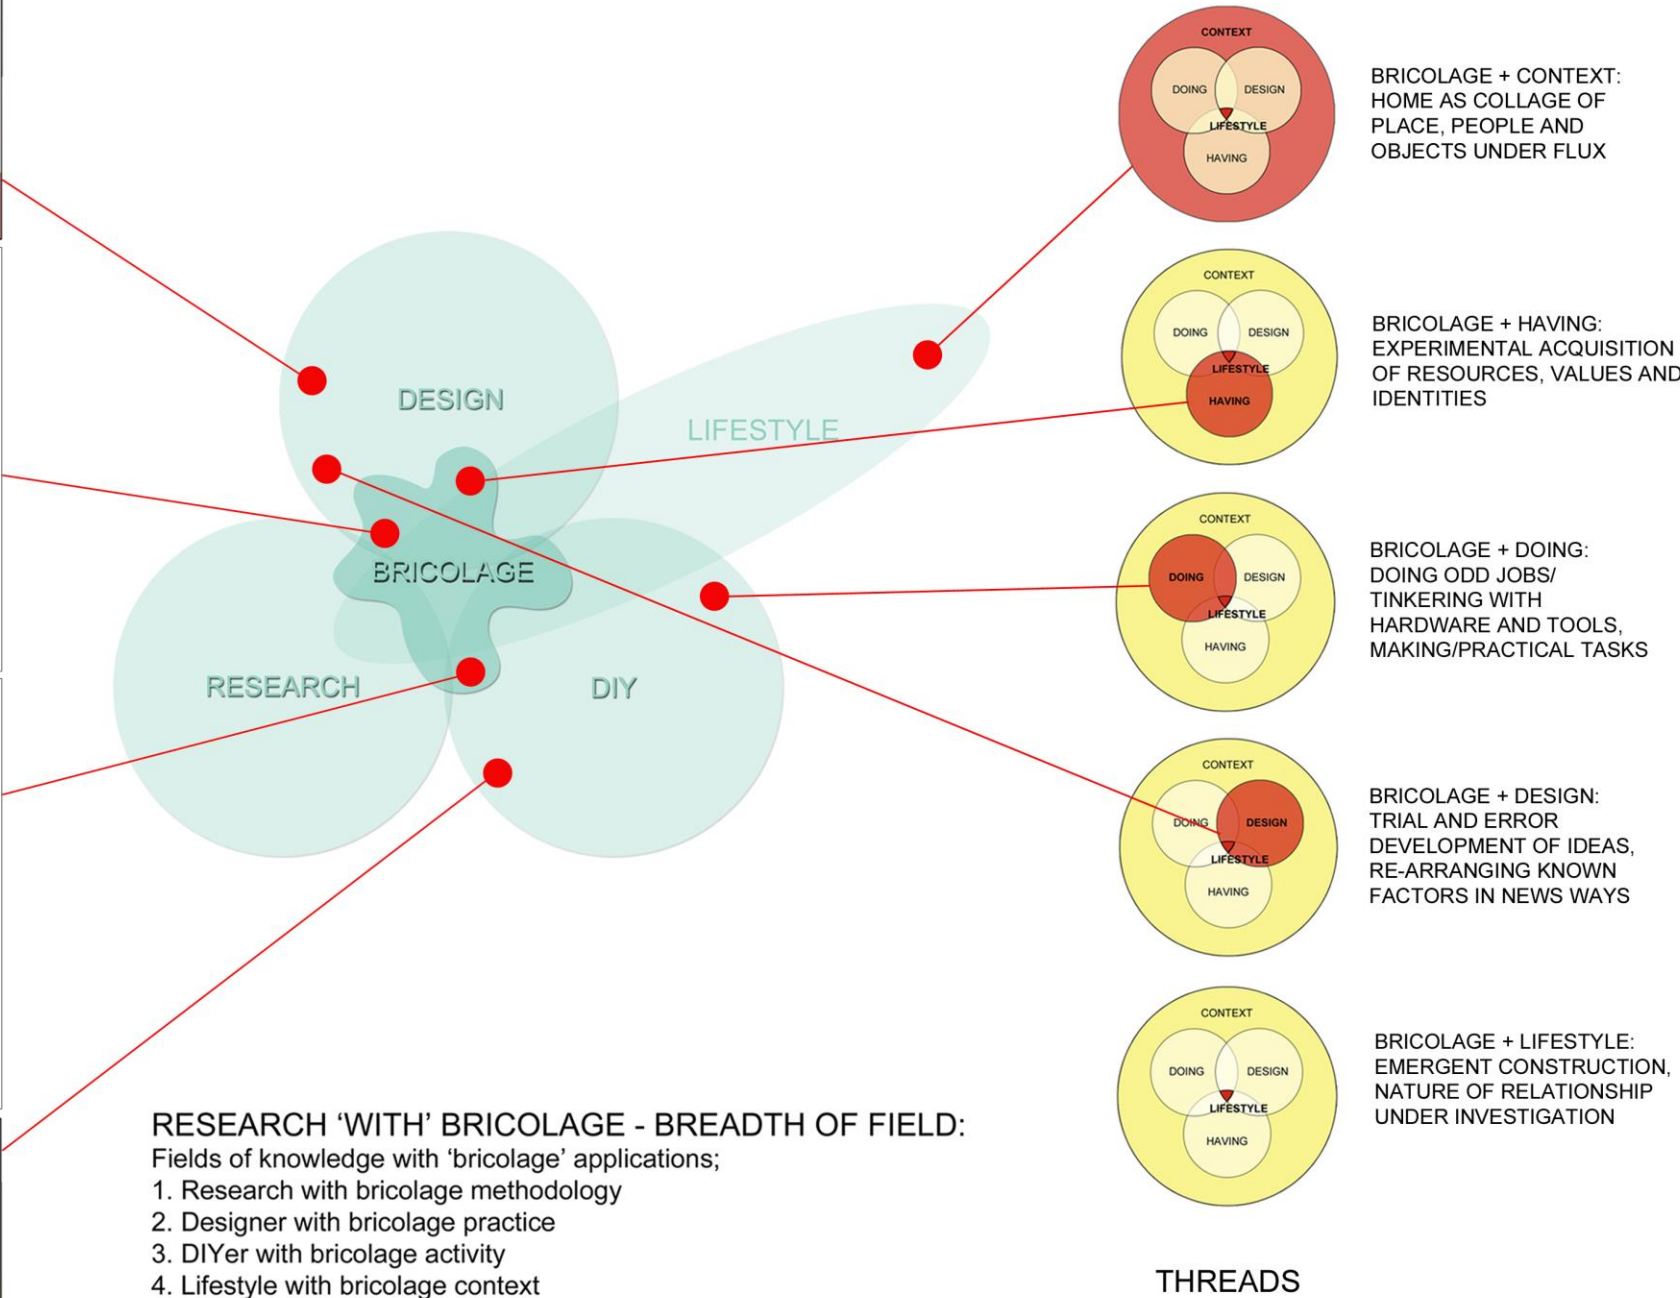 DESIGN
LIFESTYLE
BRICOLAGE
RESEARCH
DIY
CONTEXT
DOING
DESIGN
LIFESTYLE
HAVING
BRICOLAGE + CONTEXT:
HOME AS COLLAGE OF
PLACE, PEOPLE AND
OBJECTS UNDER FLUX
CONTEXT
DOING
DESIGN
LIFESTYLE
HAVING
BRICOLAGE + HAVING:
EXPERIMENTAL ACQUISITION
OF RESOURCES, VALUES AND
IDENTITIES
CONTEXT
DOING
DESIGN
LIFESTYLE
HAVING
BRICOLAGE + DOING:
DOING ODD JOBS/
TINKERING WITH
HARDWARE AND TOOLS,
MAKING/PRACTICAL TASKS
CONTEXT
DOING
DESIGN
LIFESTYLE
HAVING
BRICOLAGE + DESIGN:
TRIAL AND ERROR
DEVELOPMENT OF IDEAS,
RE-ARRANGING KNOWN
FACTORS IN NEWS WAYS
CONTEXT
DOING
DESIGN
LIFESTYLE
HAVING
BRICOLAGE + LIFESTYLE:
EMERGENT CONSTRUCTION,
NATURE OF RELATIONSHIP
UNDER INVESTIGATION
RESEARCH ‘WITH’ BRICOLAGE - BREADTH OF FIELD:
Fields of knowledge with ‘bricolage’ applications;
1. Research with bricolage methodology
2. Designer with bricolage practice
3. DIYer with bricolage activity
4. Lifestyle with bricolage context
THREADS